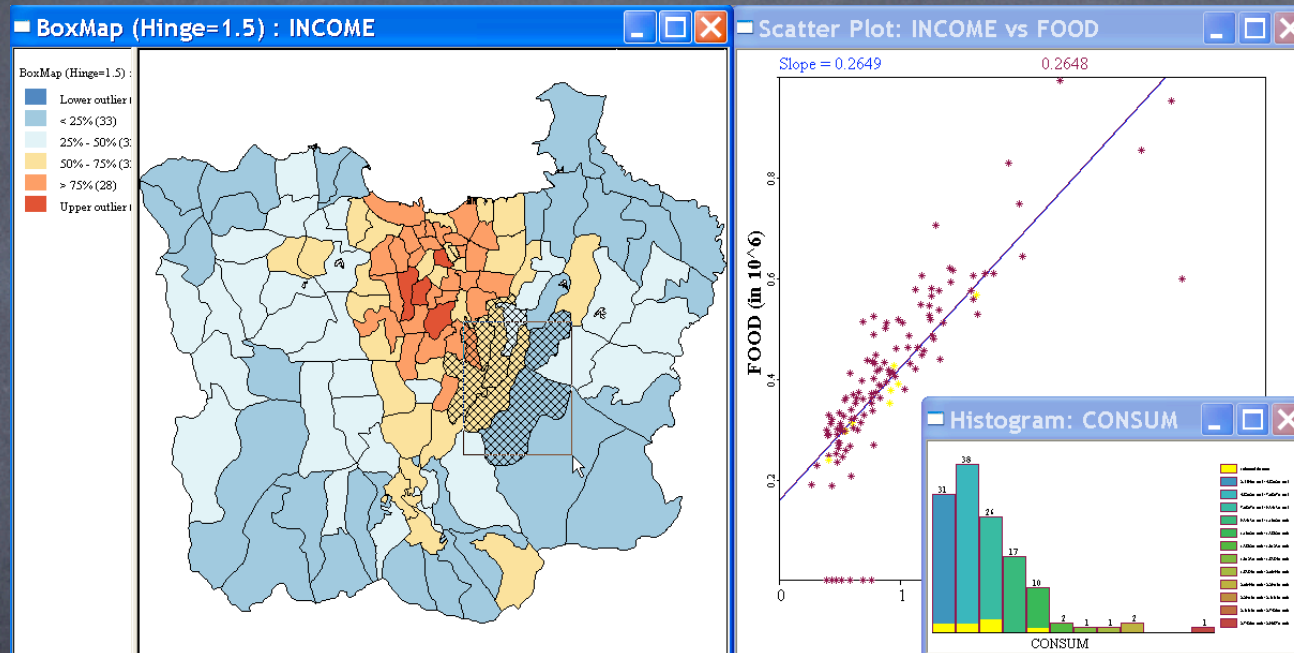 BoxMap (Hinge=1.5) : INCOME
BoxMap (Hinge=1.5) :
Lower outlier
< 25% (33)
25% - 50% (3
50% - 75% (3
> 75% (28)
Upper outlier
Scatter Plot: INCOME vs FOOD
Slope = 0.2649 0.2648
FOOD (in 10^6)
0.8
0.6
0.4
0.2
0 1
Histogram: CONSUM
31 38 26 17 10 2 1 1 2 1
CONSUM